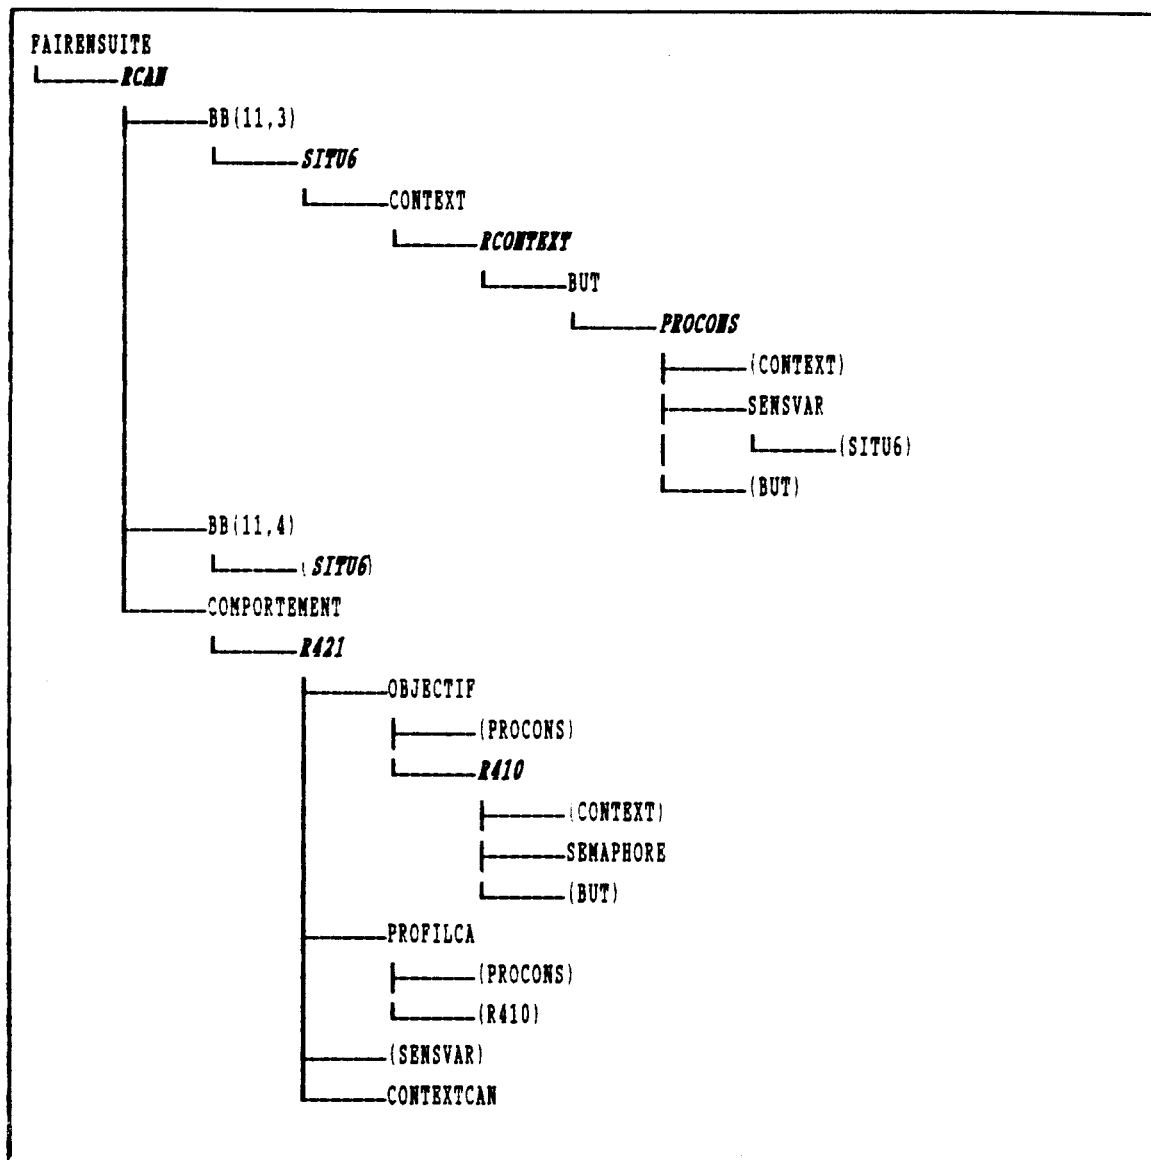 FAIRENSUITE
RCAN
BB(11,3)
SITU6
CONTEXT
RCONTEXT
BUT
PROCONS
(CONTEXT)
SENSVAR
(SITU6)
(BUT)
BB(11,4)
(SITU6)
COMPORTEMENT
R421
OBJECTIF
(PROCONS)
R410
(CONTEXT)
SEMAPHORE
(BUT)
PROFILCA
(PROCONS)
(R410)
(SENSVAR)
CONTEXTCAN